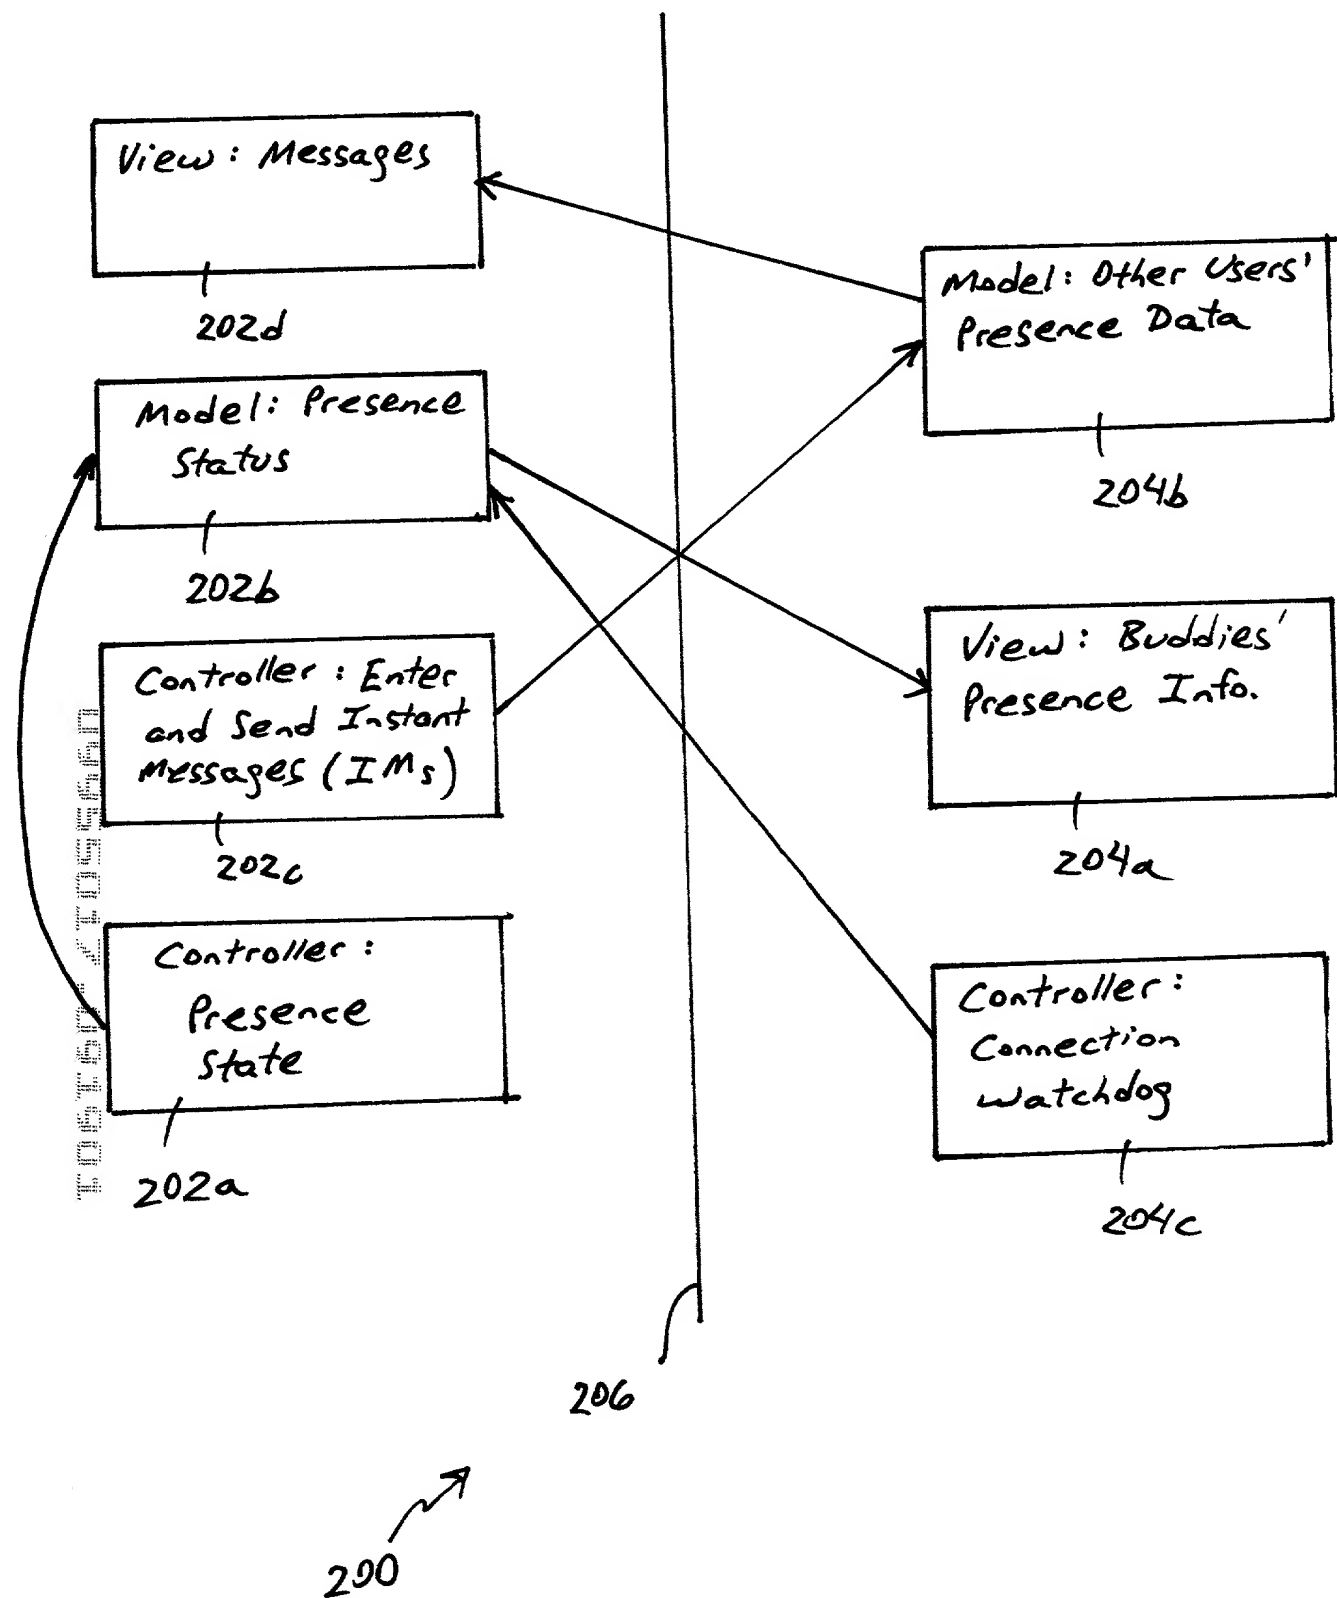 View: Messages
202d
Model: Presence
Status
202b
Controller: Enter
and Send Instant
Messages (IMs)
202c
Controller:
Presence
State
202a
Model: Other Users'
Presence Data
204b
View: Buddies'
Presence Info.
204a
Controller:
Connection
Watchdog
204c
206
200